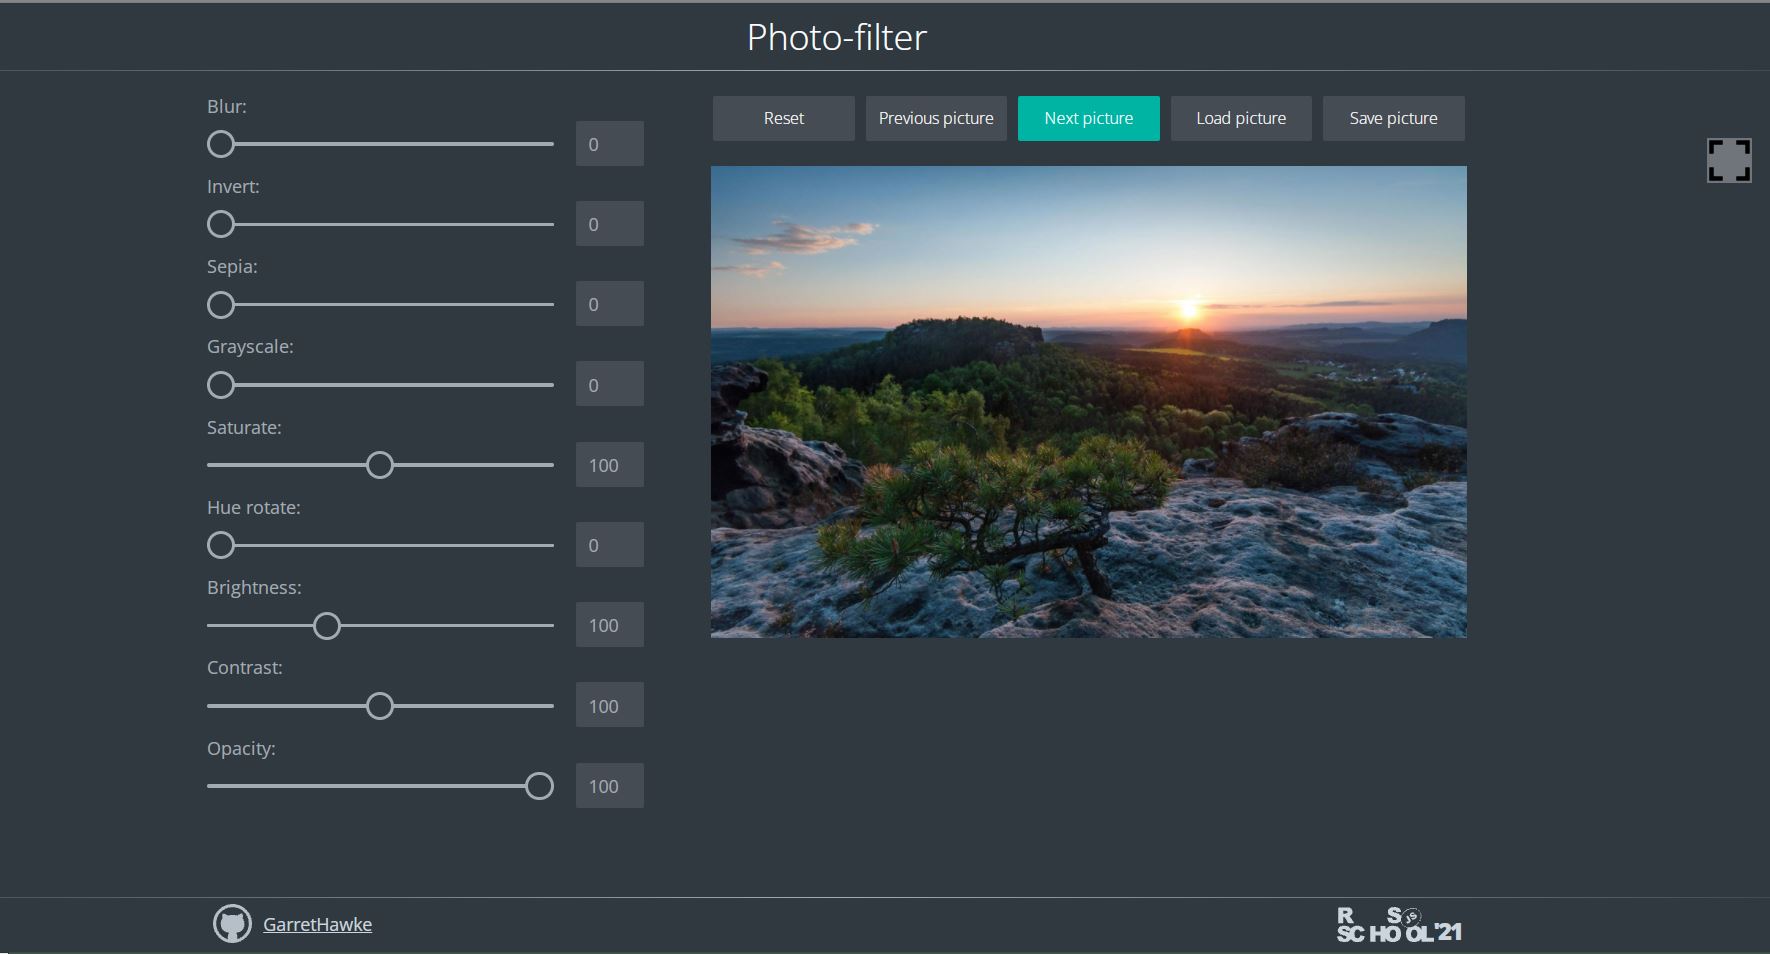 Photo-filter
Blur:
0
Invert:
0
Sepia:
0
Grayscale:
0
Saturate:
100
Hue rotate:
0
Brightness:
100
Contrast:
100
Opacity:
100
Reset
Previous picture
Next picture
Load picture
Save picture
GarretHawke
R S JS
SCHOOL'21